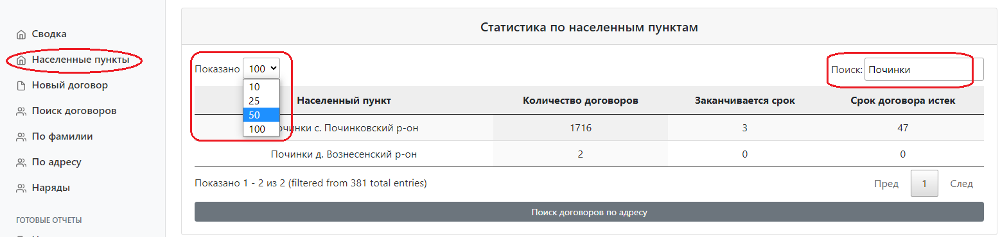 Сводка
Населенные пункты
Новый договор
Поиск договоров
По фамилии
По адресу
Наряды
ГОТОВЫЕ ОТЧЕТЫ
Статистика по населенным пунктам
Показано 100
10
25
50
100
Поиск: Починки
Населенный пункт Количество договоров Заканчивается срок Срок договора истек
с. Починковский р-он 1716 3 47
Починки д. Вознесенский р-он 2 0 0
Показано 1 - 2 из 2 (filtered from 381 total entries)
Пред 1 След
Поиск договоров по адресу